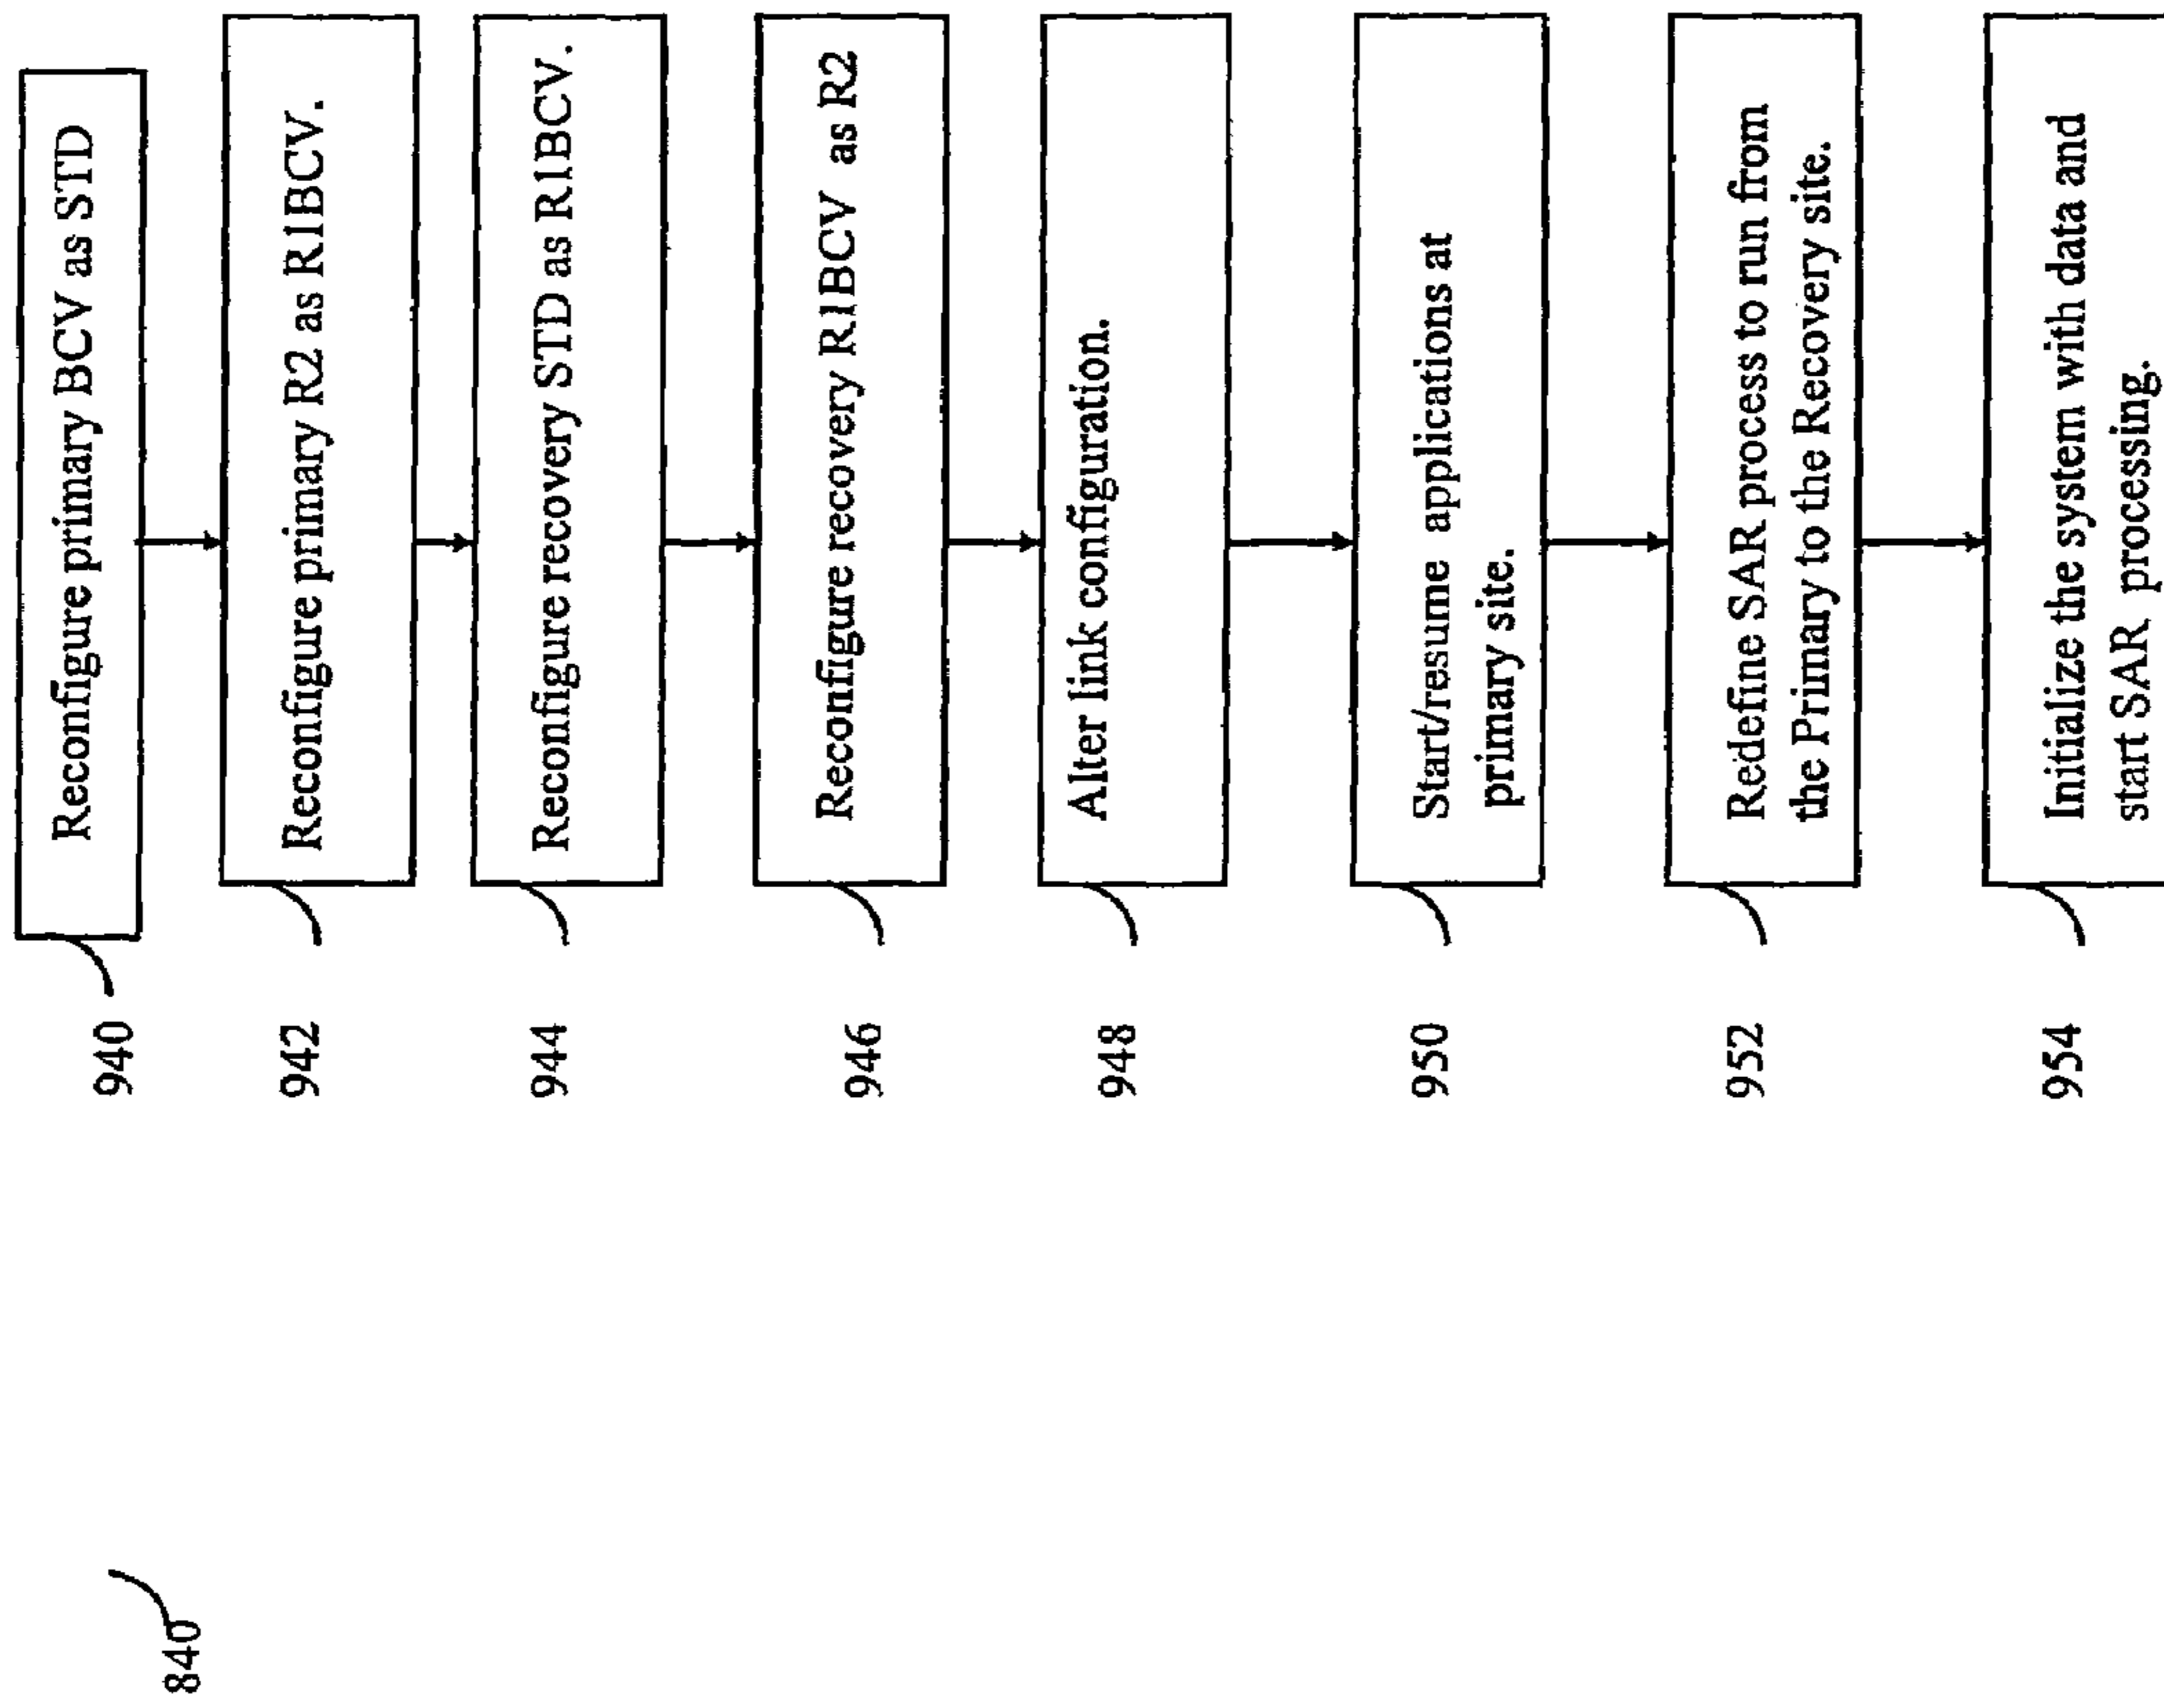 840
940
Reconfigure primary BCV as STD
942
Reconfigure primary R2 as R1BCV.
944
Reconfigure recovery STD as R1BCV.
946
Reconfigure recovery R1BCV as R2
948
Alter link configuration.
950
Start/resume applications at
primary site.
952
Redefine SAR process to run from
the Primary to the Recovery site.
954
Initialize the system with data and
start SAR processing.